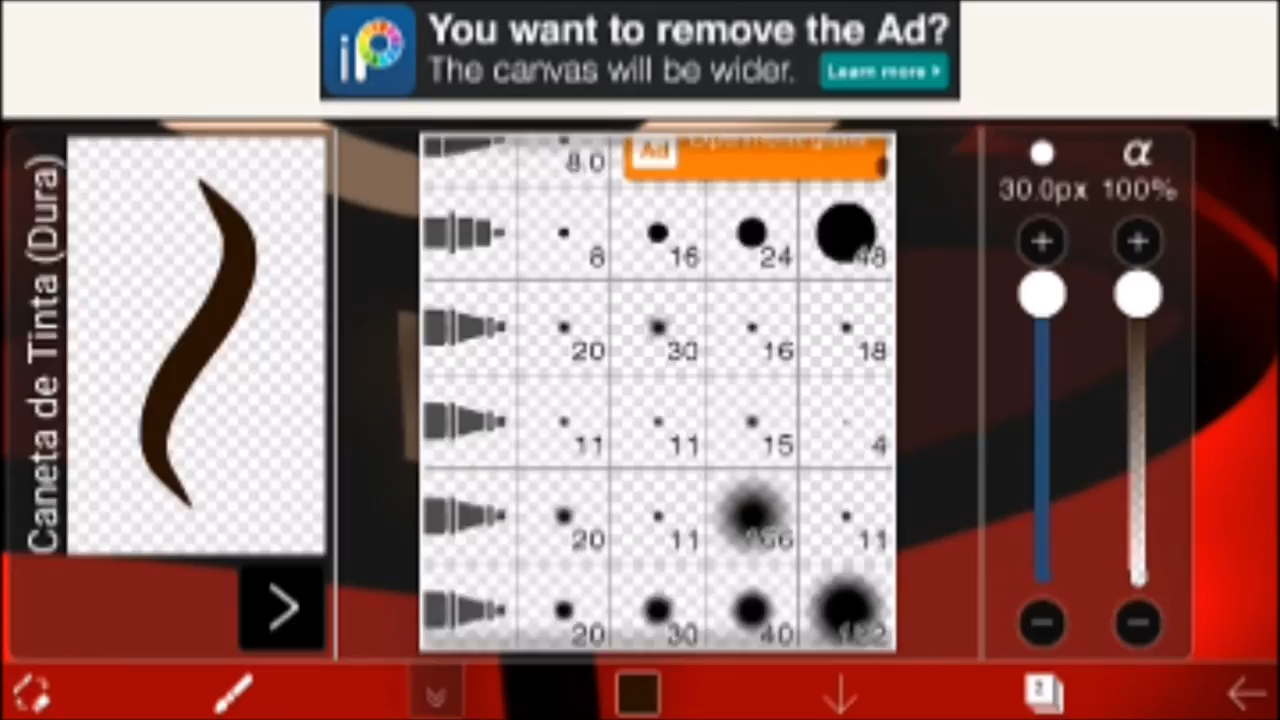 iP
You want to remove the Ad?
The canvas will be wider.
Learn more >
Caneta de Tinta (Dura)
8.0
Ad
8
16
24
48
20
30
16
18
11
11
15
4
20
11
11
20
30
40
α
30.0px
100%
2